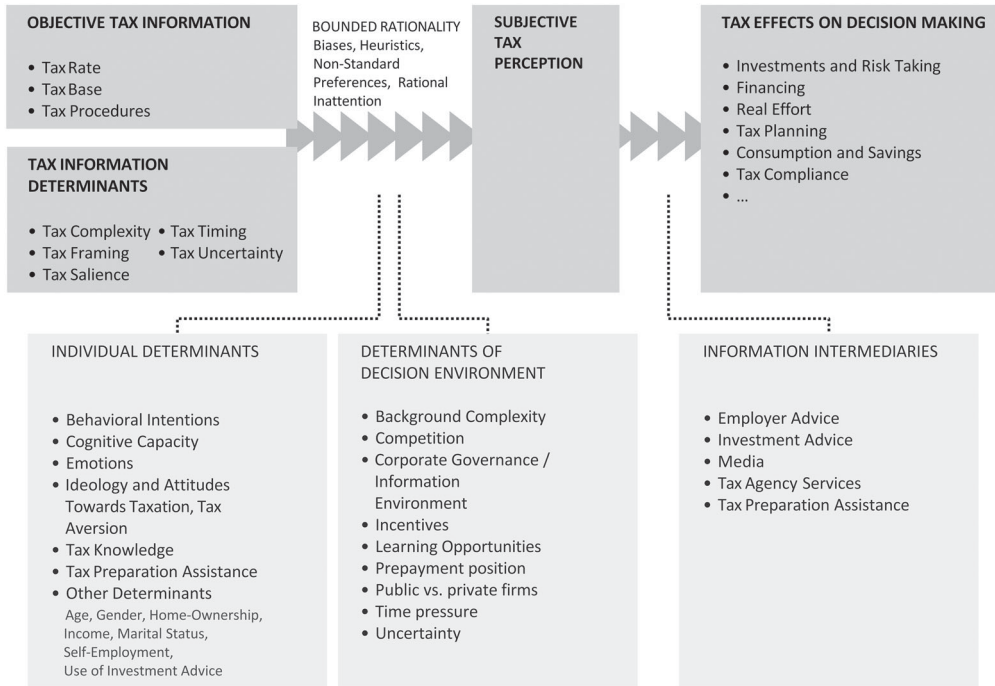 OBJECTIVE TAX INFORMATION
• Tax Rate
• Tax Base
• Tax Procedures
TAX INFORMATION
DETERMINANTS
• Tax Complexity • Tax Timing
• Tax Framing • Tax Uncertainty
• Tax Salience
BOUNDED RATIONALITY
Biases, Heuristics,
Non-Standard
Preferences, Rational
Inattention
SUBJECTIVE
TAX
PERCEPTION
TAX EFFECTS ON DECISION MAKING
• Investments and Risk Taking
• Financing
• Real Effort
• Tax Planning
• Consumption and Savings
• Tax Compliance
• ...
INDIVIDUAL DETERMINANTS
• Behavioral Intentions
• Cognitive Capacity
• Emotions
• Ideology and Attitudes
Towards Taxation, Tax
Aversion
• Tax Knowledge
• Tax Preparation Assistance
• Other Determinants
Age, Gender, Home-Ownership,
Income, Marital Status,
Self-Employment,
Use of Investment Advice
DETERMINANTS OF
DECISION ENVIRONMENT
• Background Complexity
• Competition
• Corporate Governance /
Information
Environment
• Incentives
• Learning Opportunities
• Prepayment position
• Public vs. private firms
• Time pressure
• Uncertainty
INFORMATION INTERMEDIARIES
• Employer Advice
• Investment Advice
• Media
• Tax Agency Services
• Tax Preparation Assistance